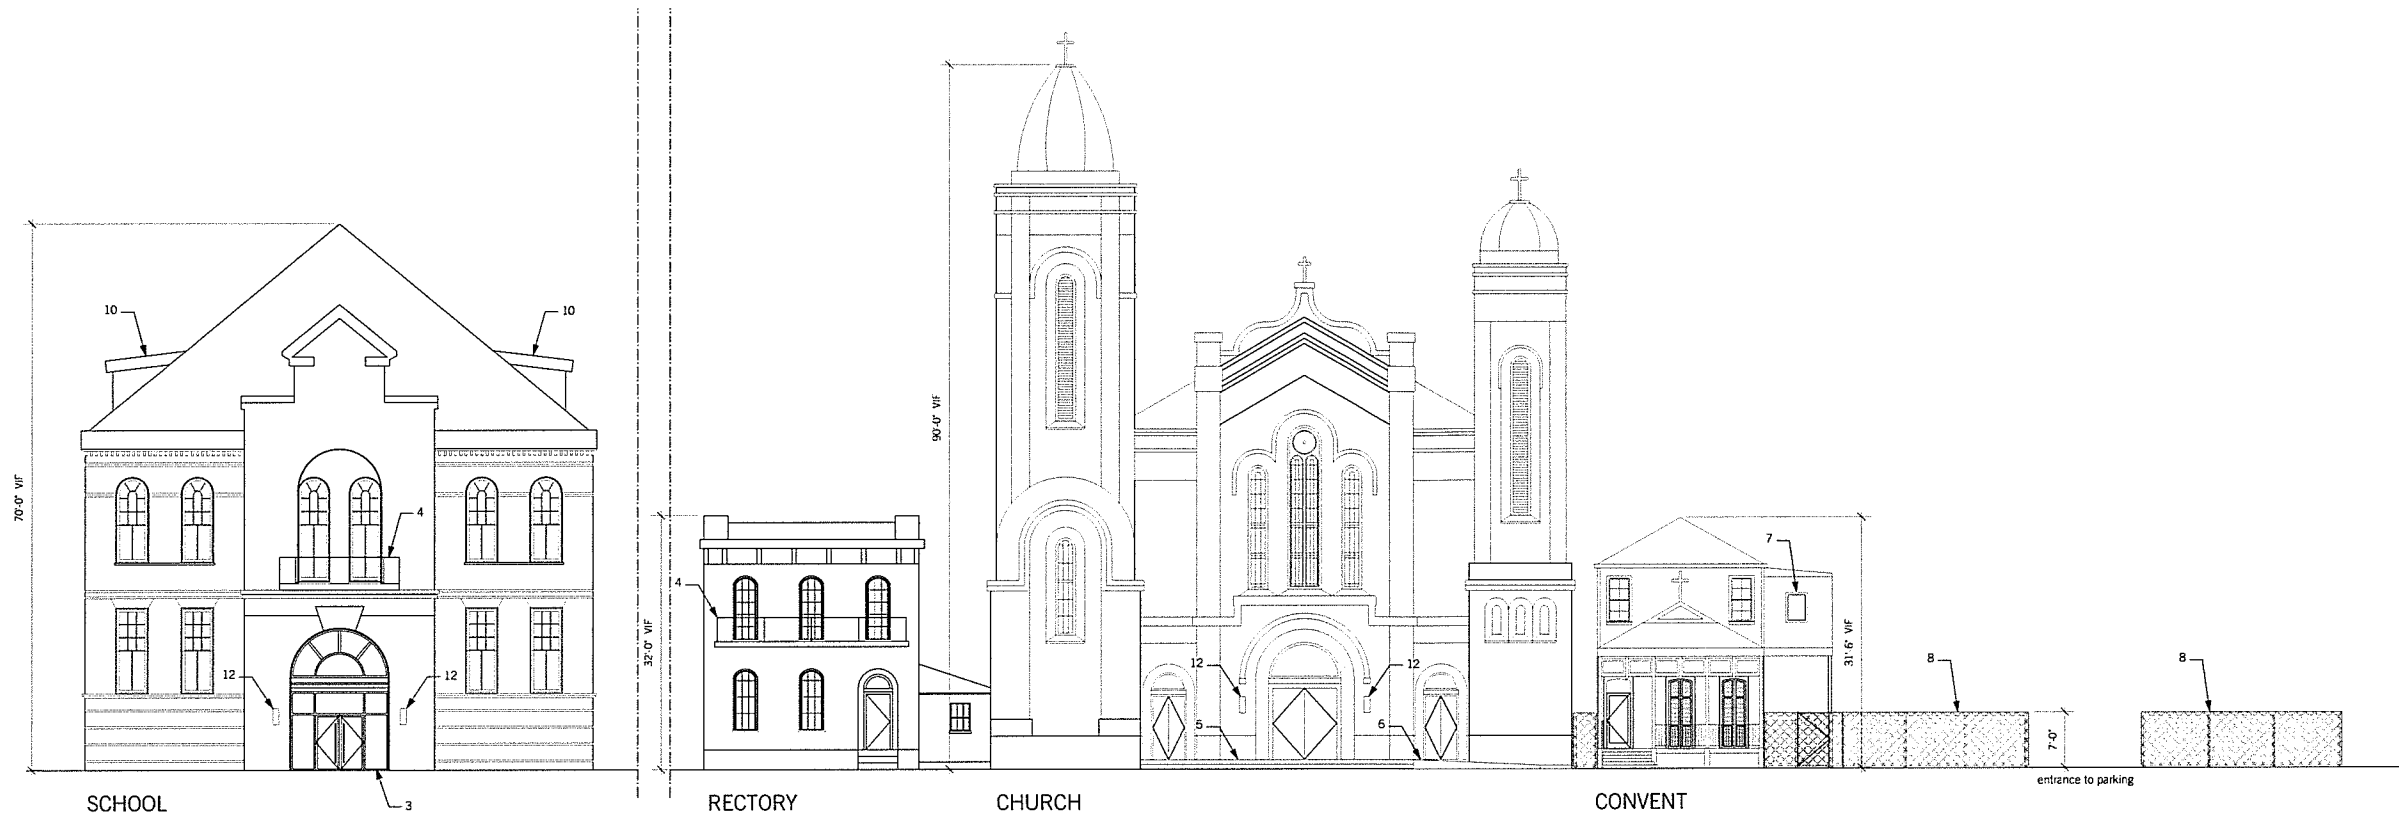 10
10
4
70'-0" VIF
12
12
3
SCHOOL
4
32'-0" VIF
RECTORY
90'-0" VIF
12
12
5
6
CHURCH
7
31'6" VIF
8
8
7'-0"
entrance to parking
CONVENT